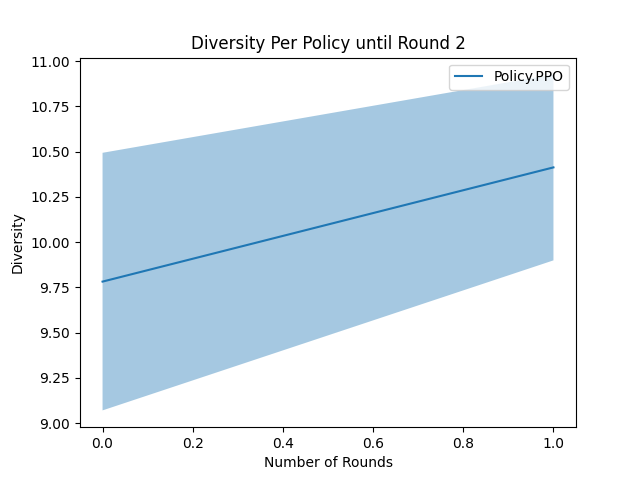 Diversity Per Policy until Round 2
Policy.PPO
11.00
10.75
10.50
10.25
10.00
9.75
9.50
9.25
9.00
Diversity
0.0 0.2 0.4 0.6 0.8 1.0
Number of Rounds